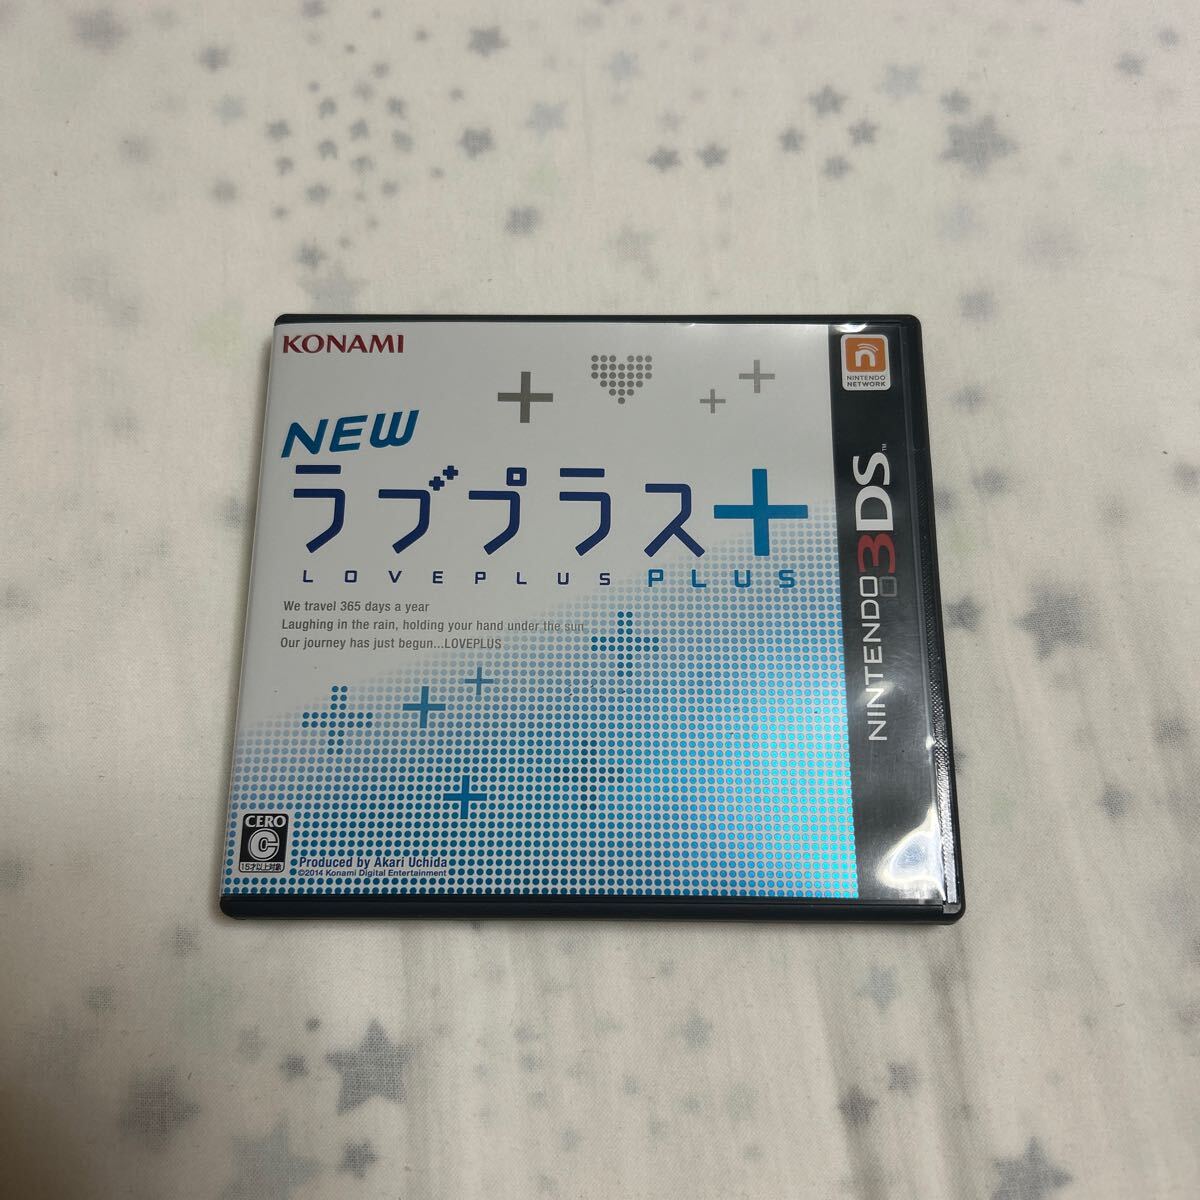 KONAMI
NINTENDO
NETWORK
NEW
ラブプラス+
LOVEPLUS PLUS
We travel 365 days a year
Laughing in the rain, holding your hand under the sun
Our journey has just begun...LOVEPLUS
NINTENDO 3DS™
CERO
C
15才以上対象
Produced by Akari Uchida
©2014 Konami Digital Entertainment